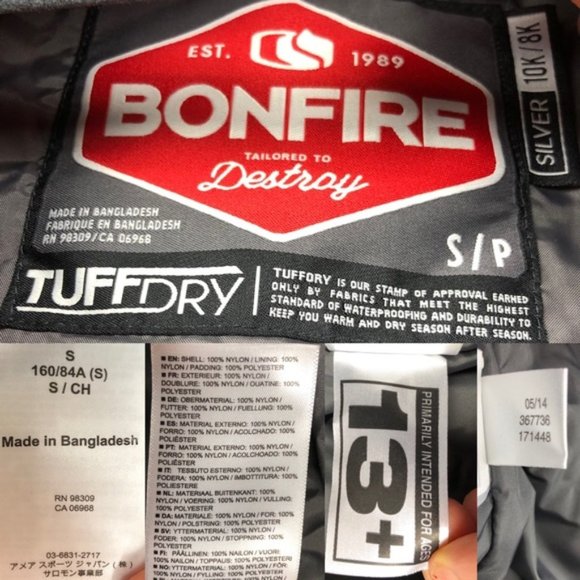 EST. 1989
BONFIRE
TAILORED TO
Destroy
SILVER 10K/8K
MADE IN BANGLADESH
FABRIQUE EN BANGLADESH
RN 98309/CA 06968
S/P
TUFFDRY
TUFFDRY IS OUR STAMP OF APPROVAL EARNED
ONLY BY FABRICS THAT MEET THE HIGHEST
STANDARD OF WATERPROOFING AND DURABILITY TO
KEEP YOU WARM AND DRY SEASON AFTER SEASON.
S
160/84A (S)
S / CH
Made in Bangladesh
RN 98309
CA 06968
03-6831-2717
アメア スポーツ ジャパン(株)
サロモン事業部
■ EN: SHELL: 100% NYLON / LINING: 100%
NYLON / PADDING: 100% POLYESTER
■ FR: EXTERIEUR: 100% NYLON /
DOUBLURE: 100% NYLON / OUATINE: 100%
POLYESTER
■ DE: OBERMATERIAL: 100% NYLON /
FUTTER: 100% NYLON / FUELLUNG: 100%
POLYESTER
■ ES: MATERIAL EXTERNO: 100% NYLON /
FORRO: 100% NYLON / ACOLCHADO: 100%
POLIÉSTER
■ PT: MATERIAL EXTERNO: 100% NYLON /
FORRO: 100% NYLON / ACOLCHOADO: 100%
POLIESTER
■ IT: TESSUTO ESTERNO: 100% NYLON /
FODERA: 100% NYLON / IMBOTTITURA: 100%
POLIESTERE
■ NL: MATERIAAL BUITENKANT: 100%
NYLON / VOERING: 100% NYLON / VULLING:
100% POLYESTER
■ DA: MATERIALE: 100% NYLON / FOR: 100%
NYLON / POLSTRING: 100% POLYESTER
■ SV: YTTERMATERIAL: 100% NYLON /
FODER: 100% NYLON / STOPPNING: 100%
POLYESTER
■ FI: PÄÄLLINEN: 100% NAILON / VUORI:
100% NAILON / TOPPAUS: 100% POLYESTERI
■ NO: YTTERMATERIALE: 100% NYLON /
FÔR: 100% NYLON / FYLLING: 100%
PRIMARILY INTENDED FOR AGES
13+
05/14
367736
171448